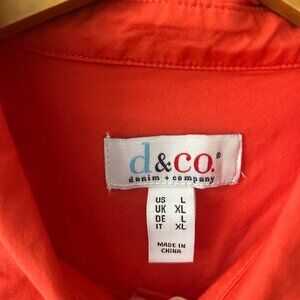 d&co.®
denim + company
US L
UK XL
DE L
IT XL
MADE IN
CHINA